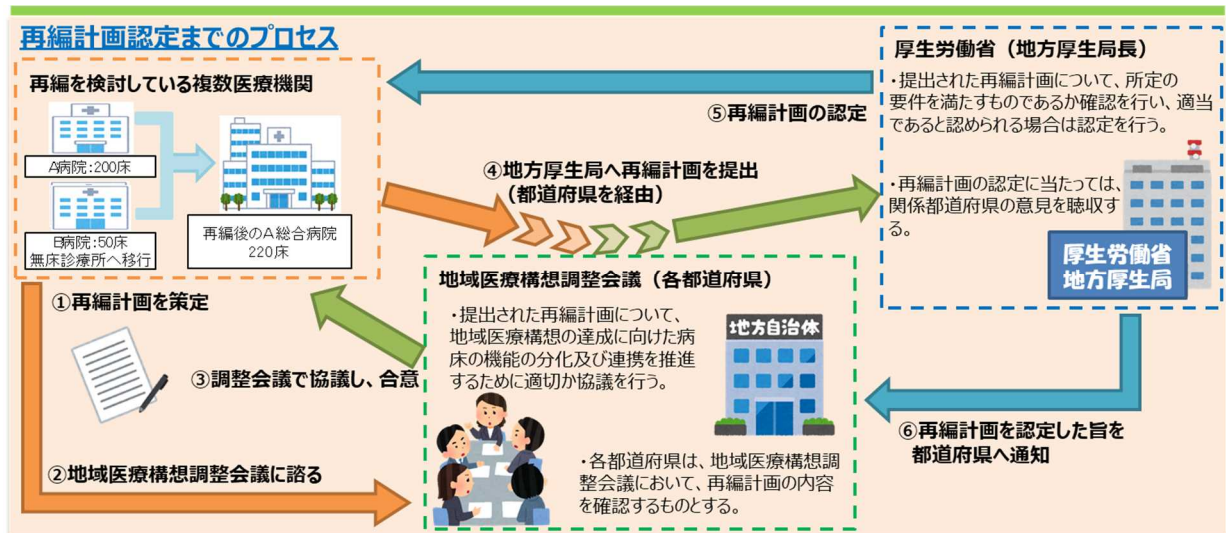 再編計画認定までのプロセス
再編を検討している複数医療機関
A病院:200床
B病院:50床
無床診療所へ移行
再編後のA総合病院
220床
①再編計画を策定
②地域医療構想調整会議に諮る
③調整会議で協議し、合意
④地方厚生局へ再編計画を提出
(都道府県を経由)
⑤再編計画の認定
厚生労働省(地方厚生局長)
・提出された再編計画について、所定の
要件を満たすものであるか確認を行い、適当
であると認められる場合は認定を行う。
・再編計画の認定に当たっては、
関係都道府県の意見を聴収す
る。
厚生労働省
地方厚生局
地域医療構想調整会議(各都道府県)
・提出された再編計画について、
地域医療構想の達成に向けた病
床の機能の分化及び連携を推進
するために適切か協議を行う。
地方自治体
・各都道府県は、地域医療構想調
整会議において、再編計画の内容
を確認するものとする。
⑥再編計画を認定した旨を
都道府県へ通知